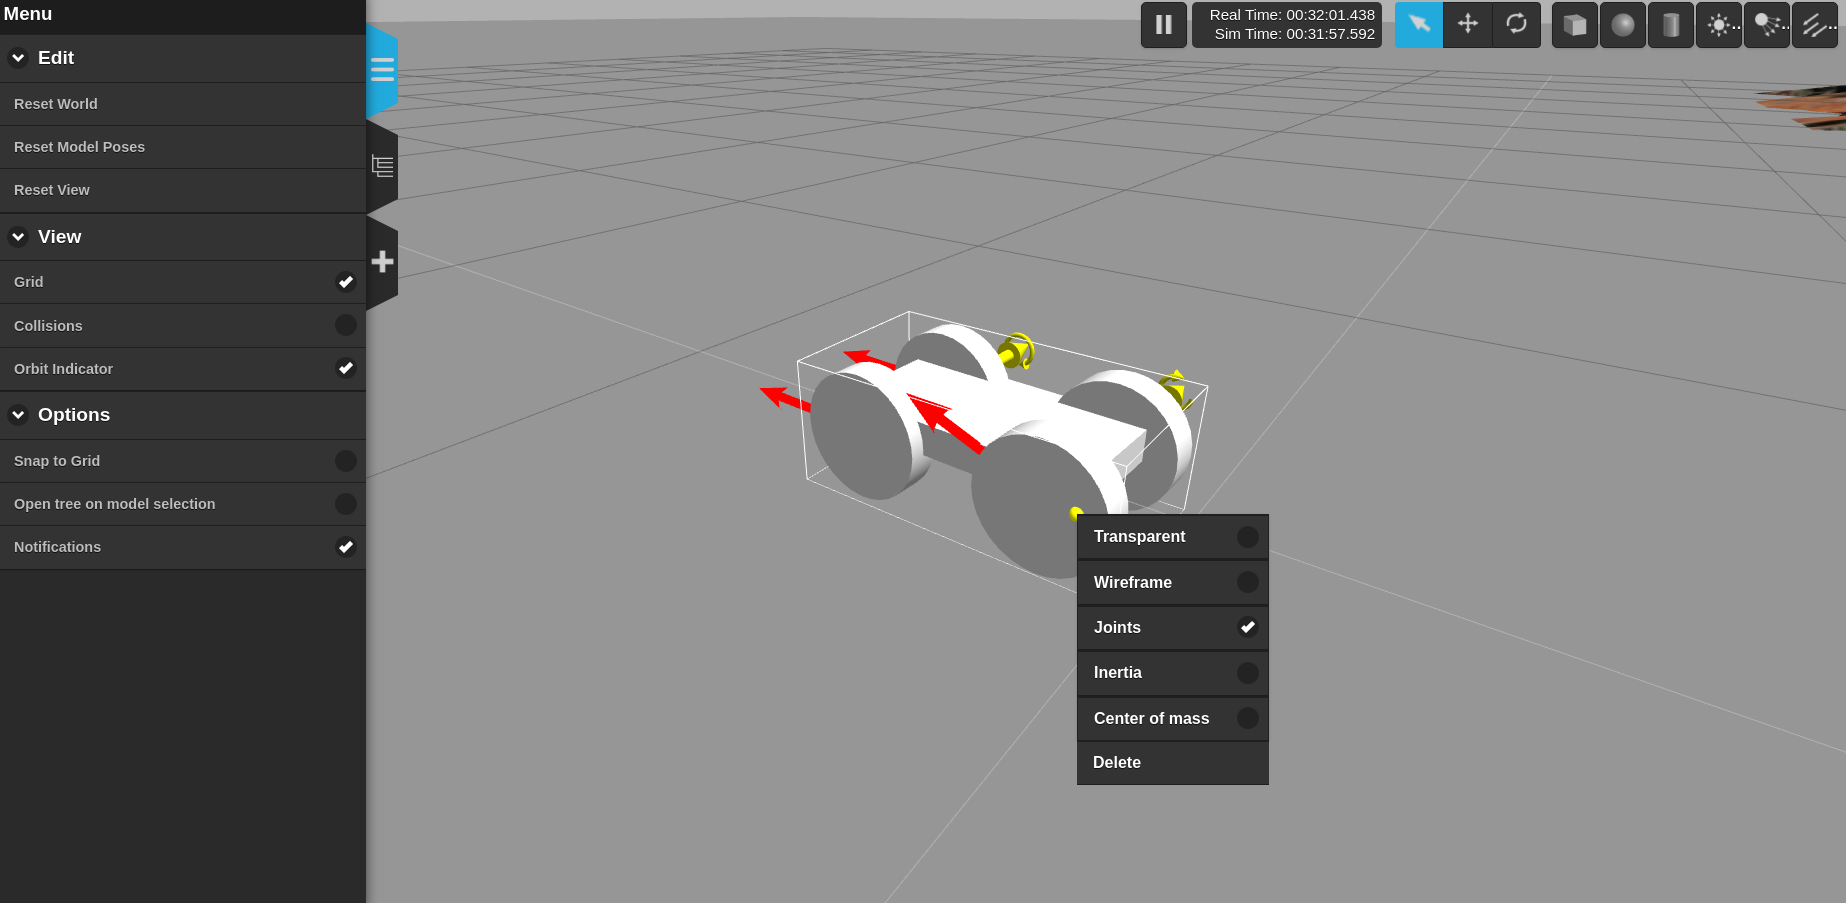 Menu
Edit
Reset World
Reset Model Poses
Reset View
View
Grid
Collisions
Orbit Indicator
Options
Snap to Grid
Open tree on model selection
Notifications
Real Time: 00:32:01.438
Sim Time: 00:31:57.592
Transparent
Wireframe
Joints
Inertia
Center of mass
Delete